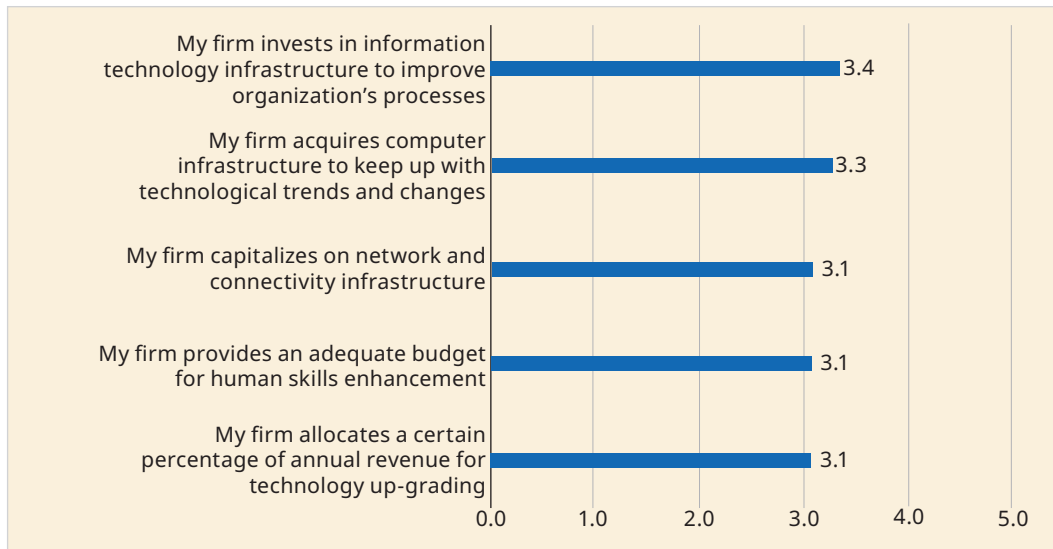 My firm invests in information
technology infrastructure to improve
organization’s processes
3.4
My firm acquires computer
infrastructure to keep up with
technological trends and changes
3.3
My firm capitalizes on network and
connectivity infrastructure
3.1
My firm provides an adequate budget
for human skills enhancement
3.1
My firm allocates a certain
percentage of annual revenue for
technology up-grading
3.1
0.0 1.0 2.0 3.0 4.0 5.0